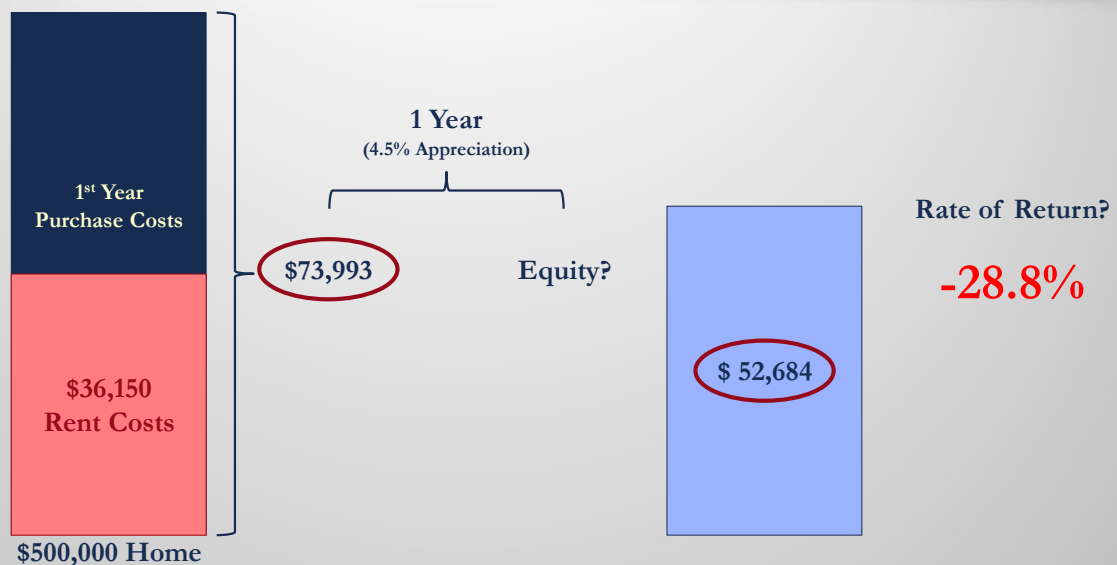 1st Year
Purchase Costs
$36,150
Rent Costs
$500,000 Home
$73,993
1 Year
(4.5% Appreciation)
Equity?
$ 52,684
Rate of Return?
-28.8%